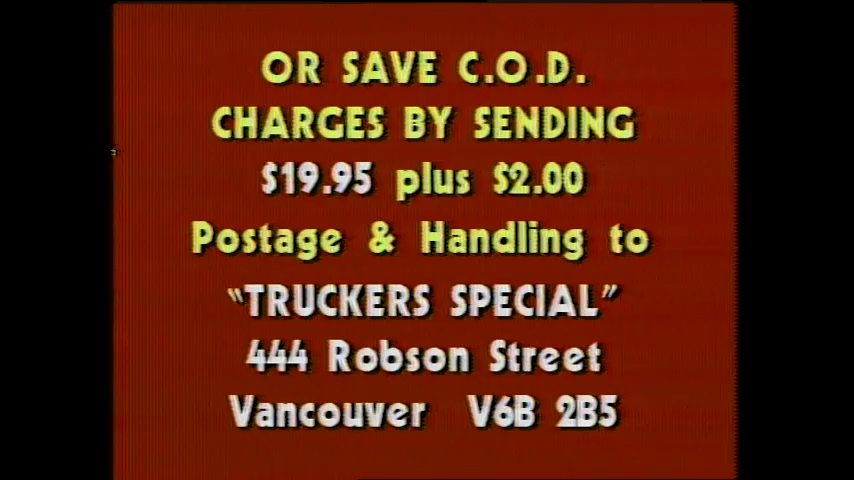 OR SAVE C.O.D.
CHARGES BY SENDING
$19.95 plus $2.00
Postage & Handling to
"TRUCKERS SPECIAL"
444 Robson Street
Vancouver V6B 2B5